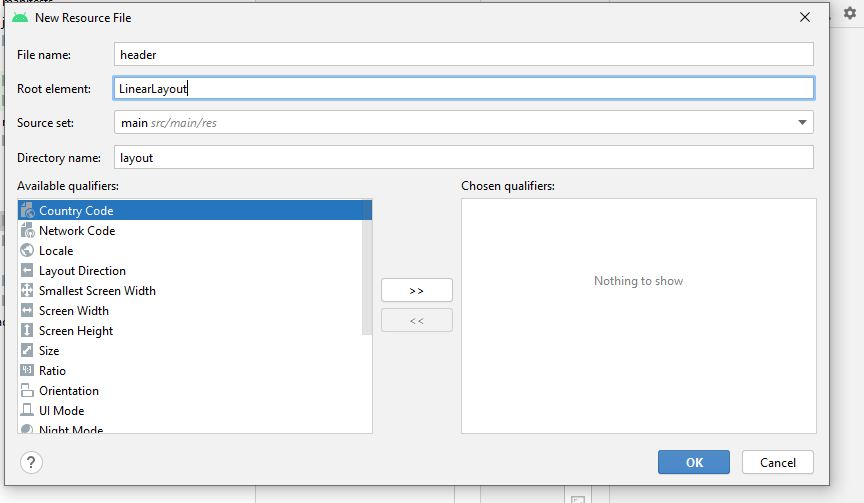 New Resource File
File name: header
Root element: LinearLayout
Source set: main src/main/res
Directory name: layout
Available qualifiers:
Chosen qualifiers:
Country Code
Network Code
Locale
Layout Direction
Smallest Screen Width
Screen Width
Screen Height
Size
Ratio
Orientation
UI Mode
Night Mode
>>
<<
Nothing to show
?
OK
Cancel